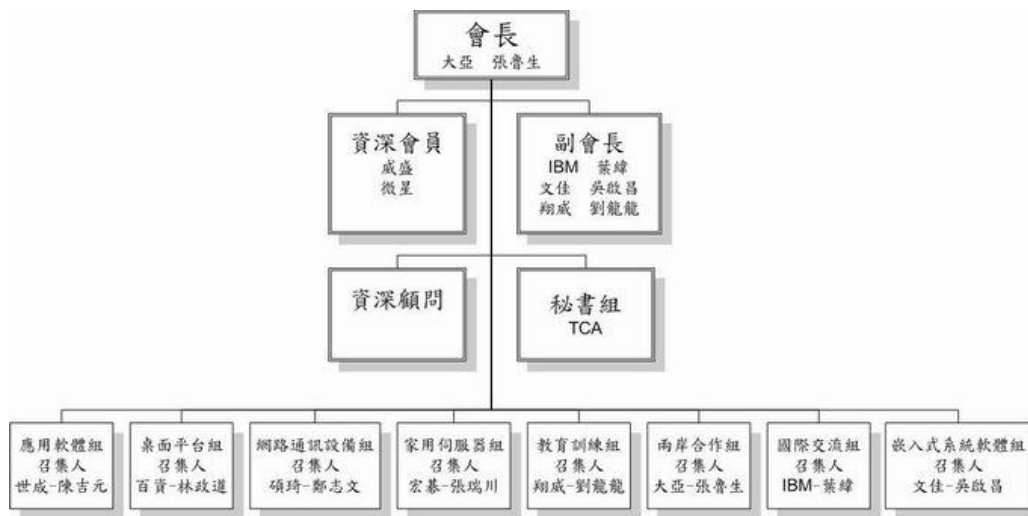 會長
大亞 張魯生
資深會員
威盛
微星
副會長
IBM 葉緯
文佳 吳啟昌
翔威 劉龍龍
資深顧問
秘書組
TCA
應用軟體組
召集人
世成-陳吉元
桌面平台組
召集人
百資-林政道
網路通訊設備組
召集人
碩琦-鄭志文
家用伺服器組
召集人
宏碁-張瑞川
教育訓練組
召集人
翔威-劉龍龍
兩岸合作組
召集人
大亞-張魯生
國際交流組
召集人
IBM-葉緯
嵌入式系統軟體組
召集人
文佳-吳啟昌